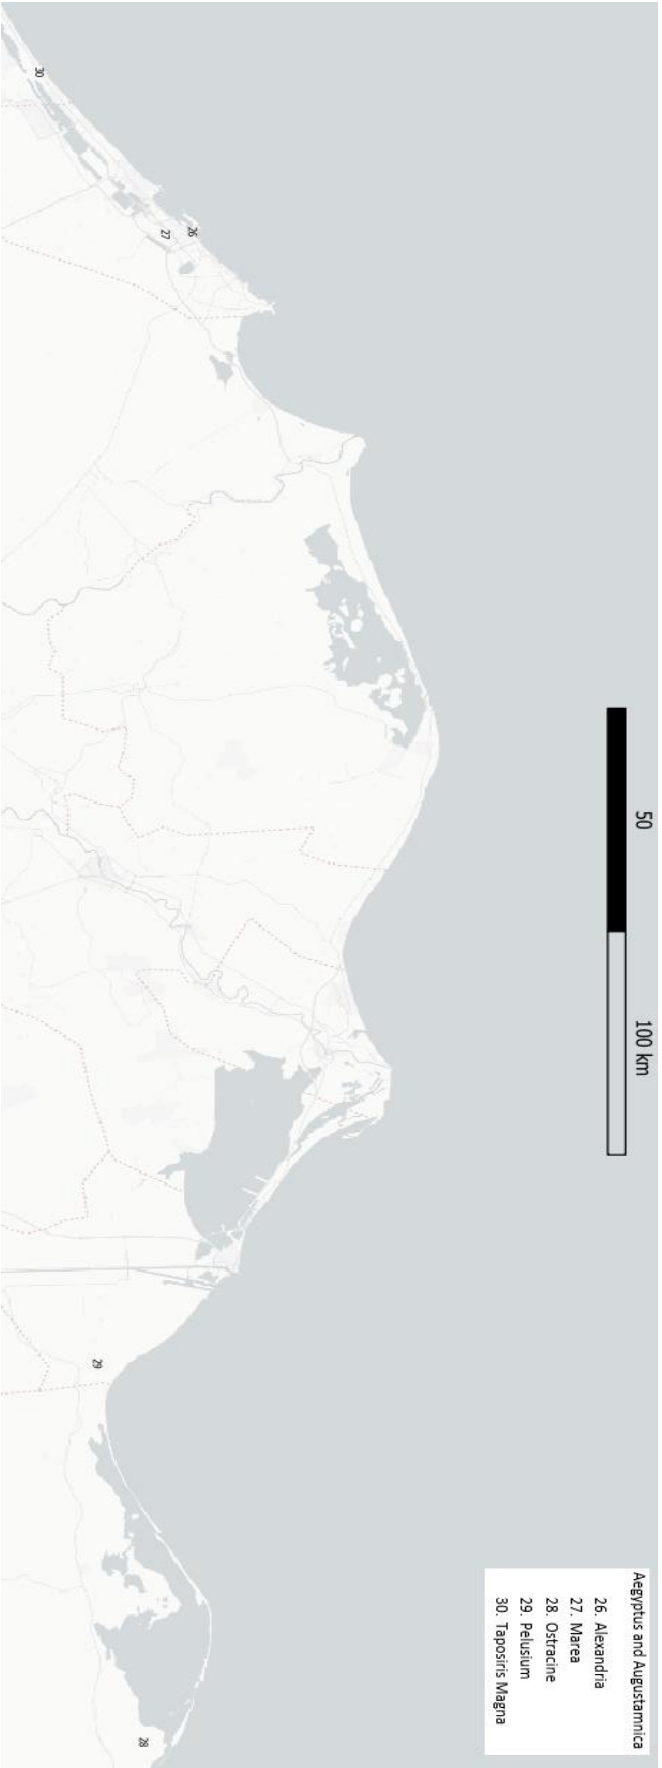 50
100 km
Aegyptus and Augustamnica
26. Alexandria
27. Marea
28. Ostracine
29. Pelusium
30. Taposiris Magna
30
27
26
29
28